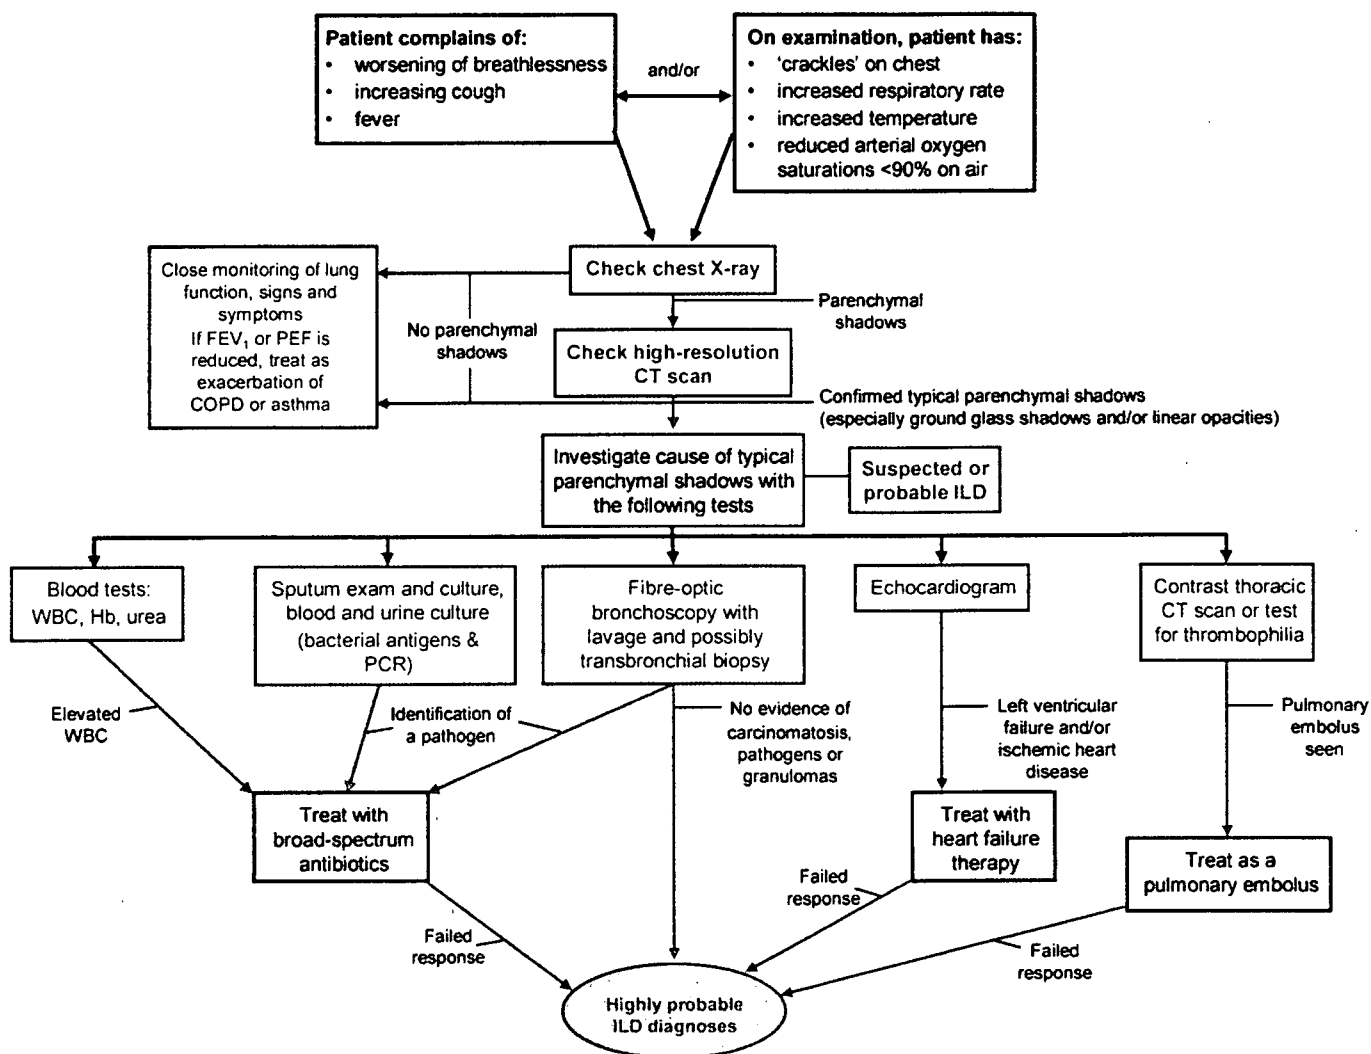 Patient complains of:
• worsening of breathlessness
• increasing cough
• fever
and/or
On examination, patient has:
• 'crackles' on chest
• increased respiratory rate
• increased temperature
• reduced arterial oxygen
saturations <90% on air
Check chest X-ray
Close monitoring of lung
function, signs and
symptoms
If FEV₁ or PEF is
reduced, treat as
exacerbation of
COPD or asthma
No parenchymal
shadows
Parenchymal
shadows
Check high-resolution
CT scan
Confirmed typical parenchymal shadows
(especially ground glass shadows and/or linear opacities)
Investigate cause of typical
parenchymal shadows with
the following tests
Suspected or
probable ILD
Blood tests:
WBC, Hb, urea
Sputum exam and culture,
blood and urine culture
(bacterial antigens &
PCR)
Fibre-optic
bronchoscopy with
lavage and possibly
transbronchial biopsy
Echocardiogram
Contrast thoracic
CT scan or test
for thrombophilia
Elevated
WBC
Identification of
a pathogen
No evidence of
carcinomatosis,
pathogens or
granulomas
Left ventricular
failure and/or
ischemic heart
disease
Pulmonary
embolus
seen
Treat with
broad-spectrum
antibiotics
Treat with
heart failure
therapy
Treat as a
pulmonary embolus
Failed
response
Failed
response
Failed
response
Highly probable
ILD diagnoses